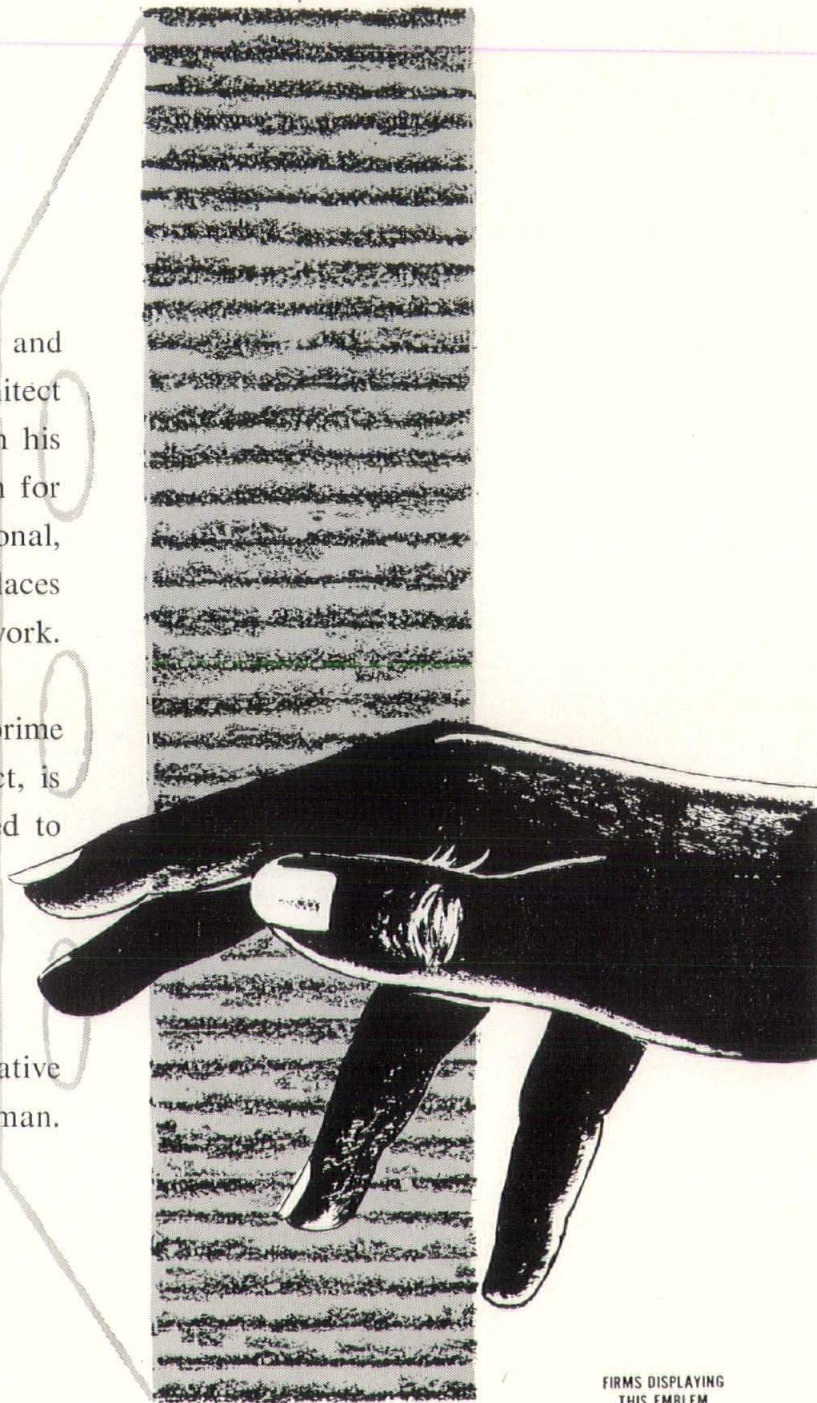 and
itect
n his
n for
onal,
laces
work.
prime
ct, is
ed to
ative
man.
FIRMS DISPLAYING
THIS EMBLEM